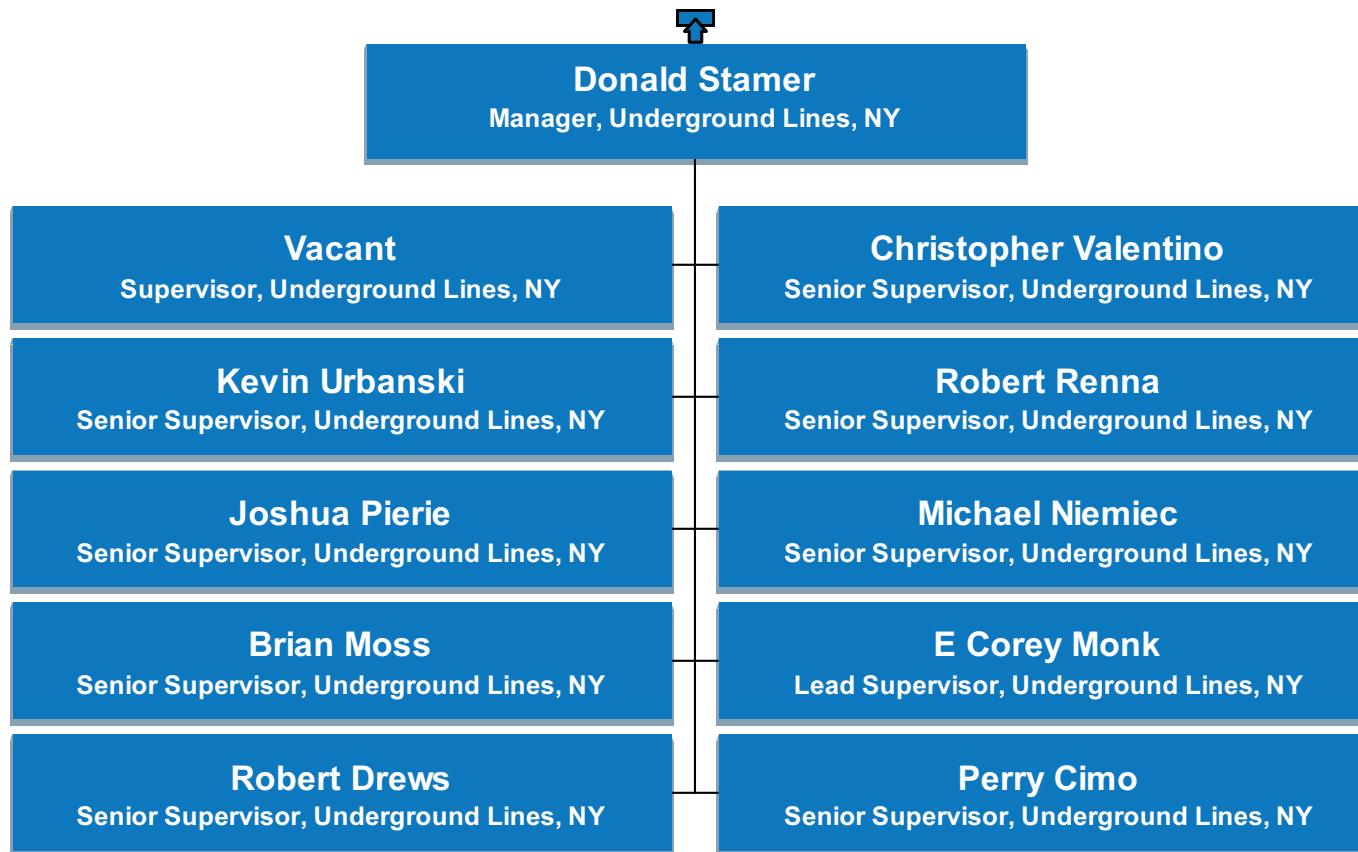 Donald Stamer
Manager, Underground Lines, NY
Vacant
Supervisor, Underground Lines, NY
Christopher Valentino
Senior Supervisor, Underground Lines, NY
Kevin Urbanski
Senior Supervisor, Underground Lines, NY
Robert Renna
Senior Supervisor, Underground Lines, NY
Joshua Pierie
Senior Supervisor, Underground Lines, NY
Michael Niemiec
Senior Supervisor, Underground Lines, NY
Brian Moss
Senior Supervisor, Underground Lines, NY
E Corey Monk
Lead Supervisor, Underground Lines, NY
Robert Drews
Senior Supervisor, Underground Lines, NY
Perry Cimo
Senior Supervisor, Underground Lines, NY